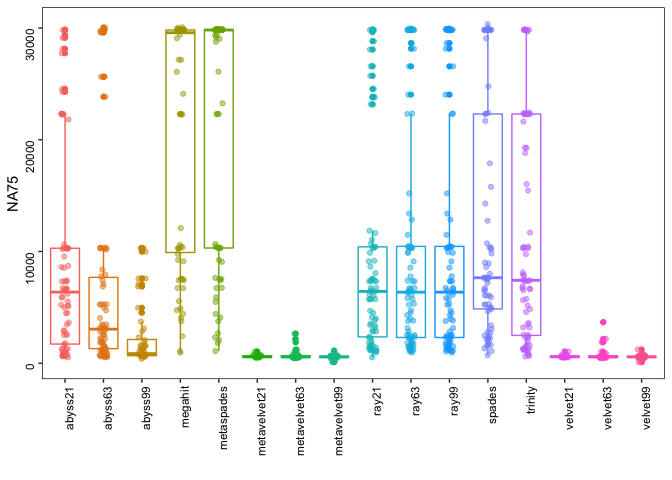 30000
20000
10000
0
NA75
abyss21
abyss63
abyss99
megahit
metaspades
metavelvet21
metavelvet63
metavelvet99
ray21
ray63
ray99
spades
trinity
velvet21
velvet63
velvet99